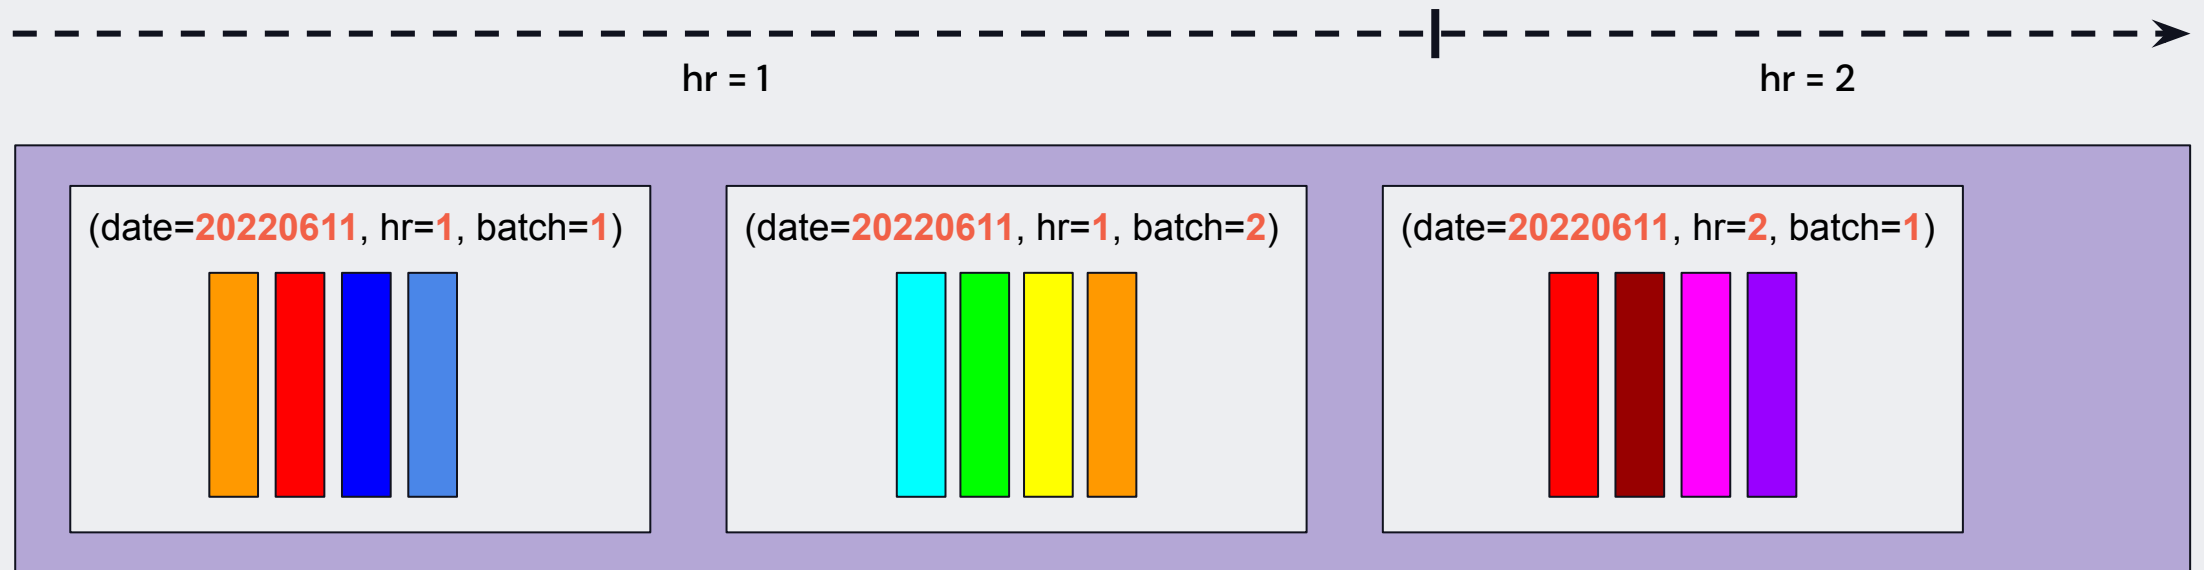 hr = 1
hr = 2
(date=20220611, hr=1, batch=1)
(date=20220611, hr=1, batch=2)
(date=20220611, hr=2, batch=1)